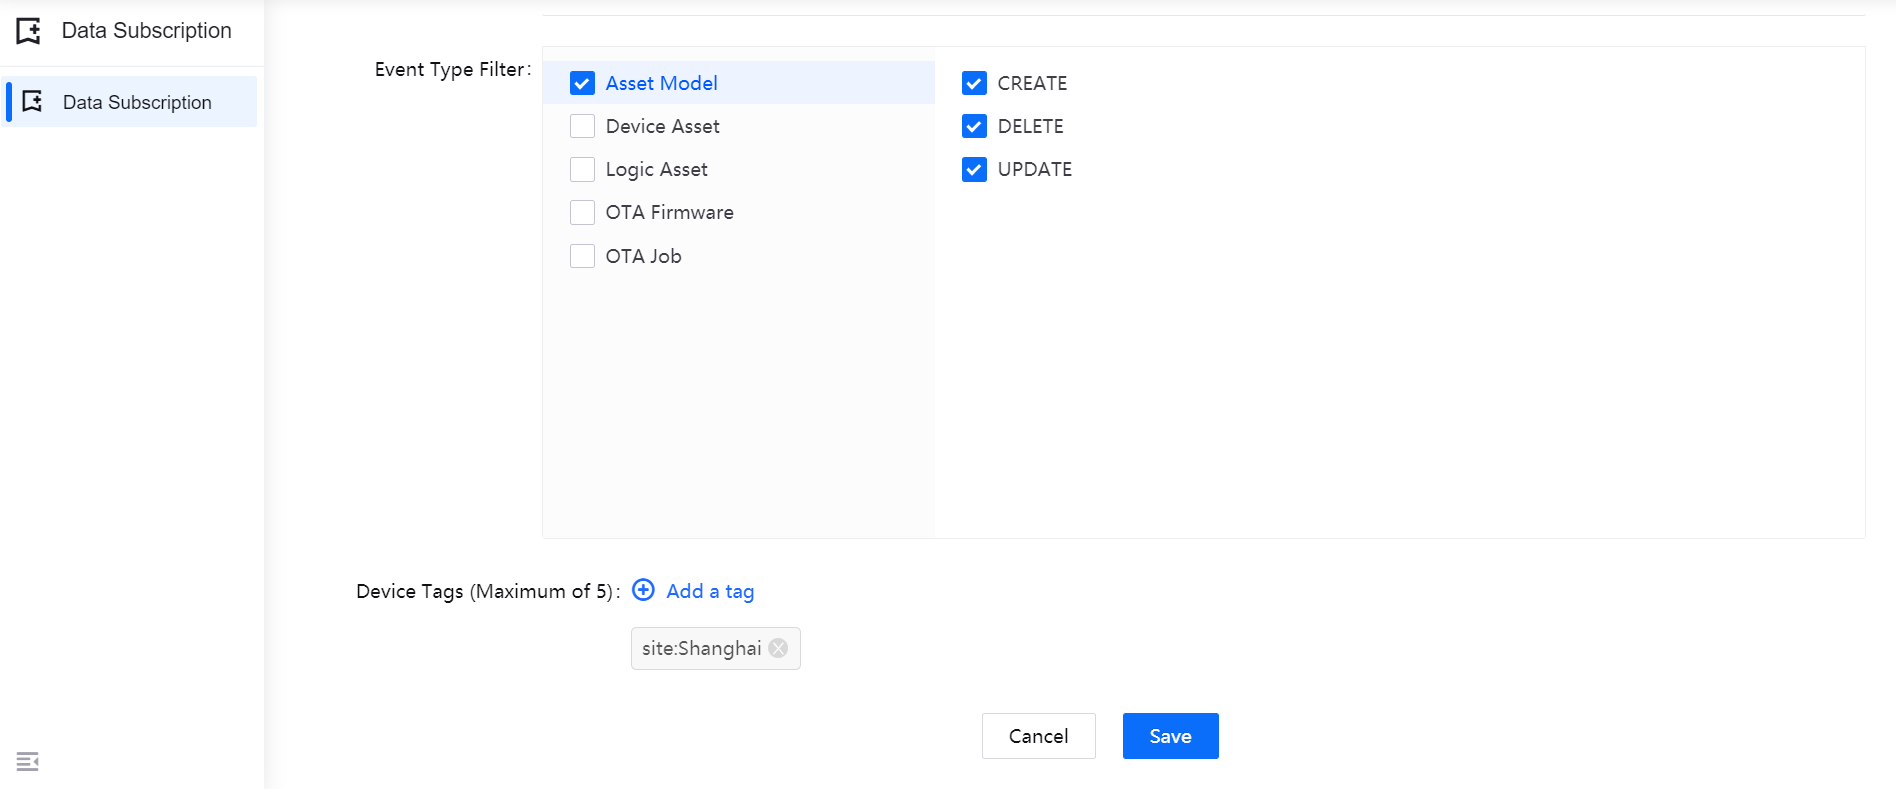 Data Subscription
Data Subscription
Event Type Filter:
Asset Model
Device Asset
Logic Asset
OTA Firmware
OTA Job
CREATE
DELETE
UPDATE
Device Tags (Maximum of 5): Add a tag
site:Shanghai
Cancel Save